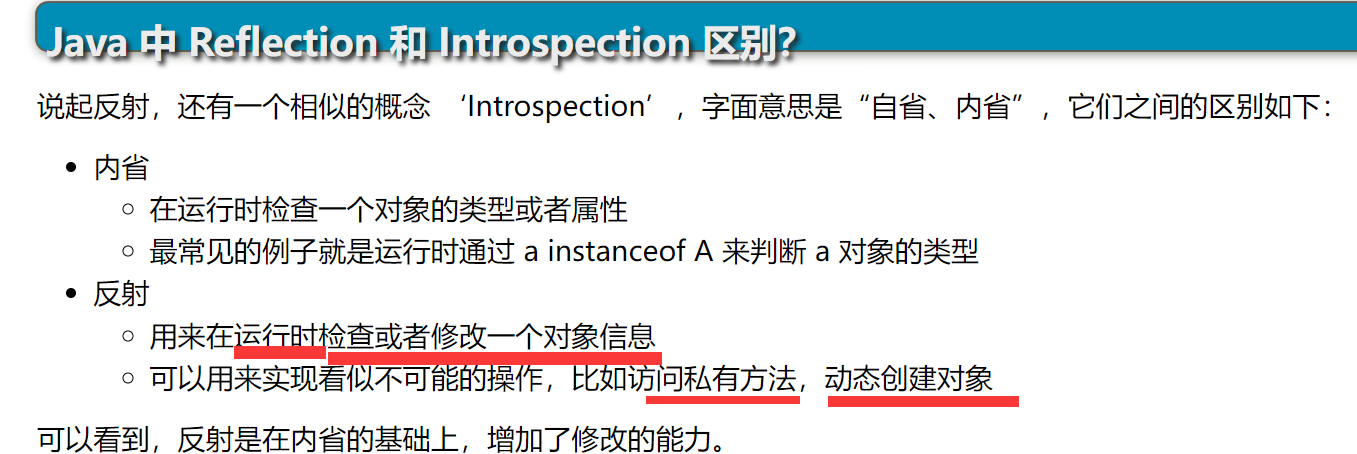 Java 中 Reflection 和 Introspection 区别？
说起反射，还有一个相似的概念 ‘Introspection’，字面意思是“自省、内省”，它们之间的区别如下：
内省
在运行时检查一个对象的类型或者属性
最常见的例子就是运行时通过 a instanceof A 来判断 a 对象的类型
反射
用来在运行时检查或者修改一个对象信息
可以用来实现看似不可能的操作，比如访问私有方法，动态创建对象
可以看到，反射是在内省的基础上，增加了修改的能力。